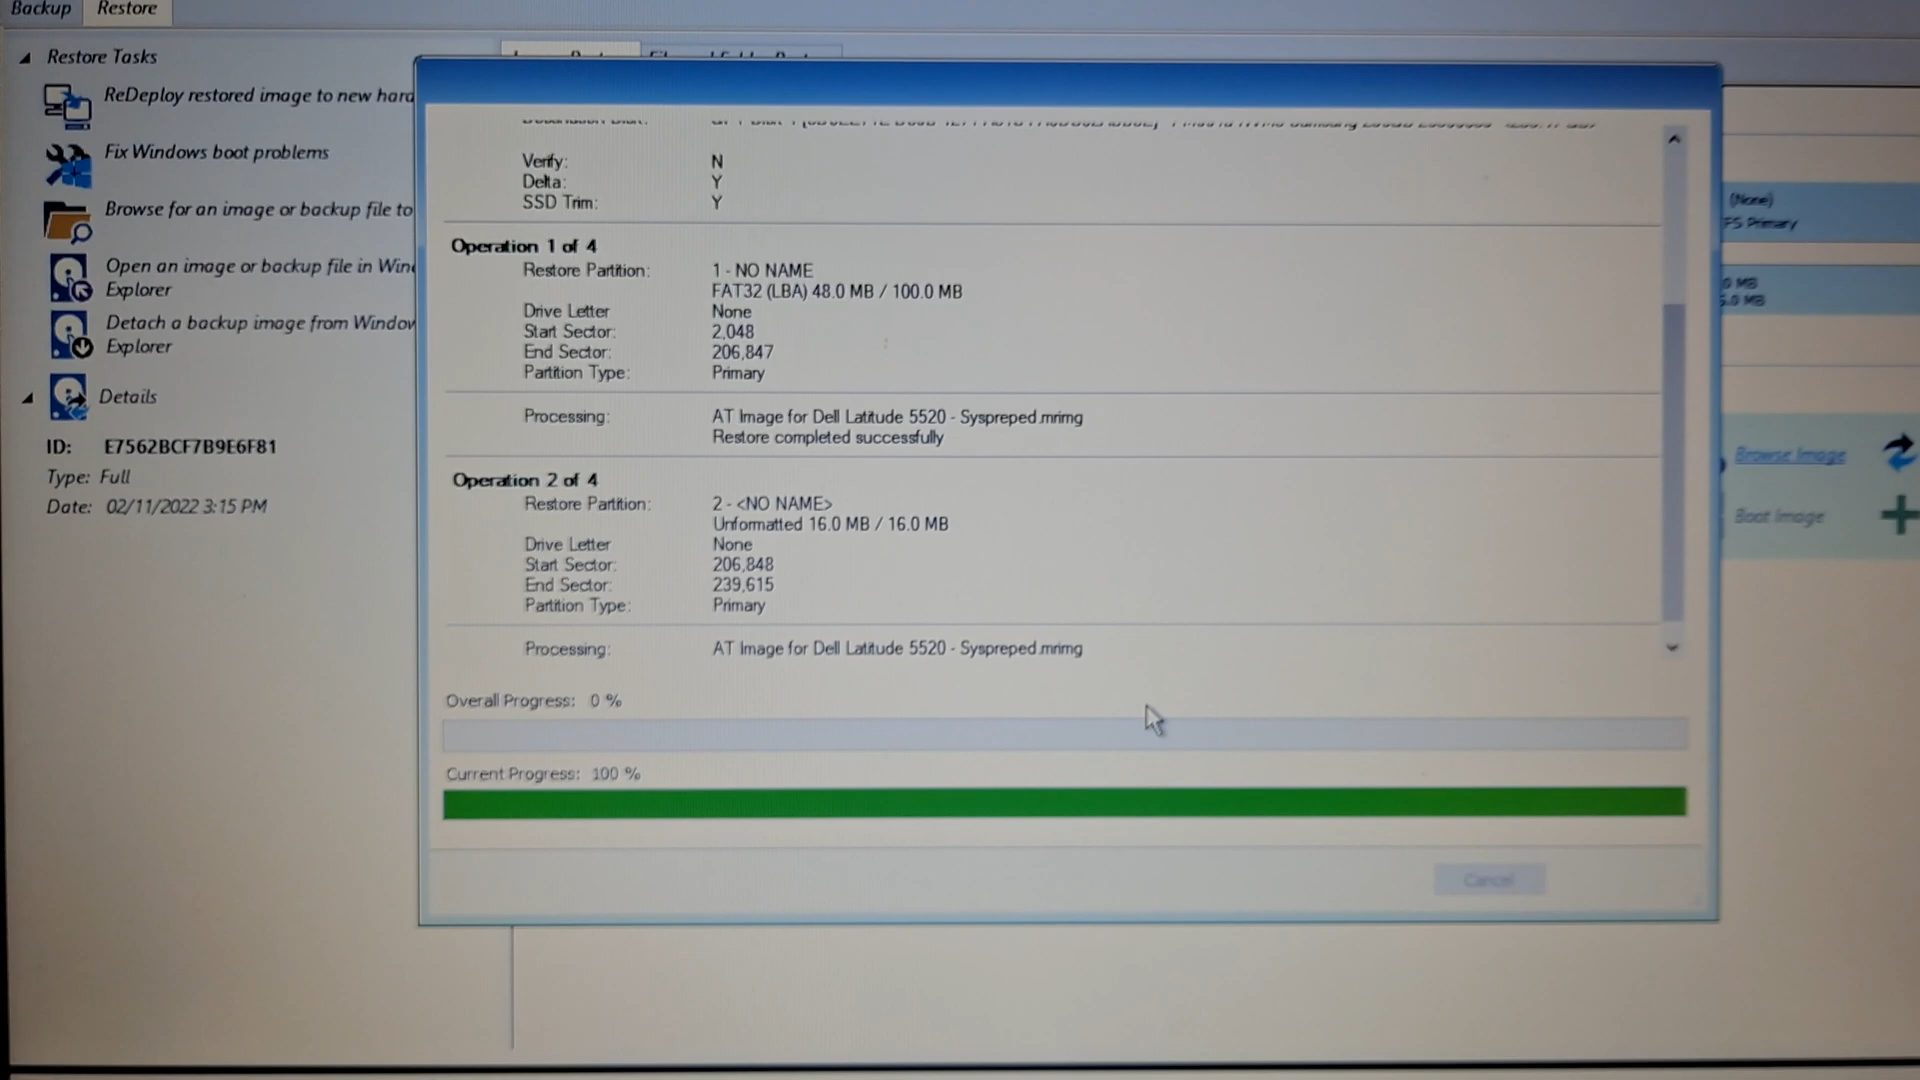 Backup Restore
Restore Tasks
ReDeploy restored image to new hard
Fix Windows boot problems
Browse for an image or backup file to
Open an image or backup file in Wind
Explorer
Detach a backup image from Window
Explorer
Details
ID: E7562BCF7B9E6F81
Type: Full
Date: 02/11/2022 3:15 PM
Verify: N
Delta: Y
SSD Trim: Y
Operation 1 of 4
Restore Partition: 1 - NO NAME
FAT32 (LBA) 48.0 MB / 100.0 MB
Drive Letter None
Start Sector: 2,048
End Sector: 206,847
Partition Type: Primary
Processing: AT Image for Dell Latitude 5520 - Syspreped.mrimg
Restore completed successfully
Operation 2 of 4
Restore Partition: 2 - <NO NAME>
Unformatted 16.0 MB / 16.0 MB
Drive Letter None
Start Sector: 206,848
End Sector: 239,615
Partition Type: Primary
Processing: AT Image for Dell Latitude 5520 - Syspreped.mrimg
Overall Progress: 0 %
Current Progress: 100 %
Cancel
(None)
FS Primary
0 MB
5.0 MB
Browse Image
Boot Image